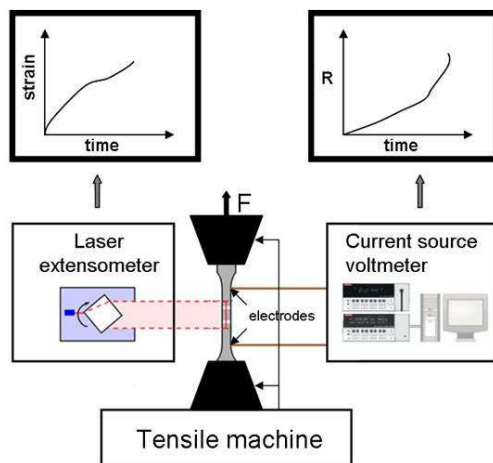 strain
time
R
time
F
Laser
extensometer
Current source
voltmeter
electrodes
Tensile machine